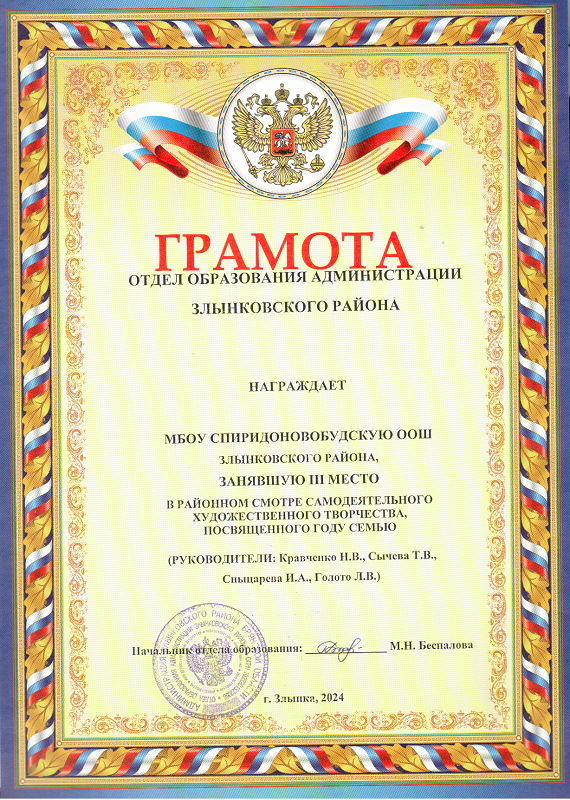 ГРАМОТА
ОТДЕЛ ОБРАЗОВАНИЯ АДМИНИСТРАЦИИ
ЗЛЫНКОВСКОГО РАЙОНА
НАГРАЖДАЕТ
МБОУ СПИРИДОНОВОБУДСКУЮ ООШ
ЗЛЫНКОВСКОГО РАЙОНА,
ЗАНЯВШУЮ III МЕСТО
В РАЙОННОМ СМОТРЕ САМОДЕЯТЕЛЬНОГО
ХУДОЖЕСТВЕННОГО ТВОРЧЕСТВА,
ПОСВЯЩЕННОГО ГОДУ СЕМЬЮ
(РУКОВОДИТЕЛИ: Кравченко Н.В., Сычева Т.В.,
Спыцарева И.А., Голото Л.В.)
Начальник отдела образования: М.Н. Беспалова
г. Злынка, 2024